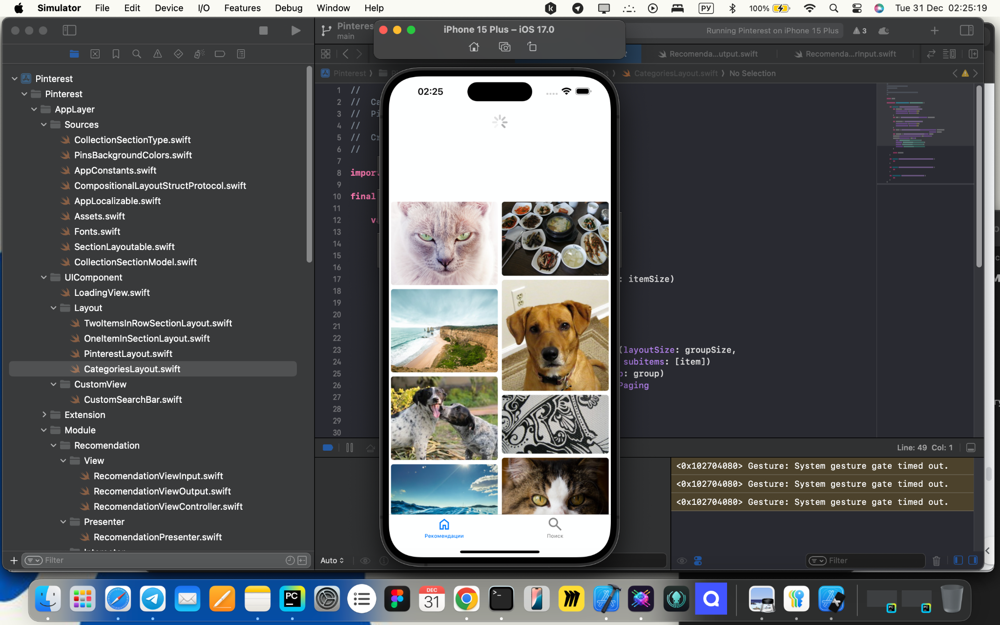 Simulator File Edit Device I/O Features Debug Window Help
РУ 100% Tue 31 Dec 02:25:19
main
iPhone 15 Plus – iOS 17.0
Running Pinterest on iPhone 15 Plus 3
Recomenda...utput.swift
Recomenda...rInput.swift
Pinterest
CategoriesLayout.swift
No Selection
Pinterest
Pinterest
AppLayer
Sources
CollectionSectionType.swift
PinsBackgroundColors.swift
AppConstants.swift
CompositionalLayoutStructProtocol.swift
AppLocalizable.swift
Assets.swift
Fonts.swift
SectionLayoutable.swift
CollectionSectionModel.swift
UIComponent
LoadingView.swift
Layout
TwoItemsInRowSectionLayout.swift
OneItemInSectionLayout.swift
PinterestLayout.swift
CategoriesLayout.swift
CustomView
CustomSearchBar.swift
Extension
Module
Recomendation
View
RecomendationViewInput.swift
RecomendationViewOutput.swift
RecomendationViewController.swift
Presenter
RecomendationPresenter.swift
Filter
1 //
2 // Ca
3 // Pi
4 //
5 // Cr
6 //
7
8 impor
9
10 final
11
12 va
13
14
15
16
17 : itemSize)
18
19
20
21
22
23 (layoutSize: groupSize,
24 subitems: [item])
25 : group)
26 Paging
27
28
29
30
02:25
Рекомендации
Поиск
Line: 49 Col: 1
<0x102704080> Gesture: System gesture gate timed out.
<0x102704080> Gesture: System gesture gate timed out.
<0x102704080> Gesture: System gesture gate timed out.
Auto
Filter
PC
DEC
31
PC
PC